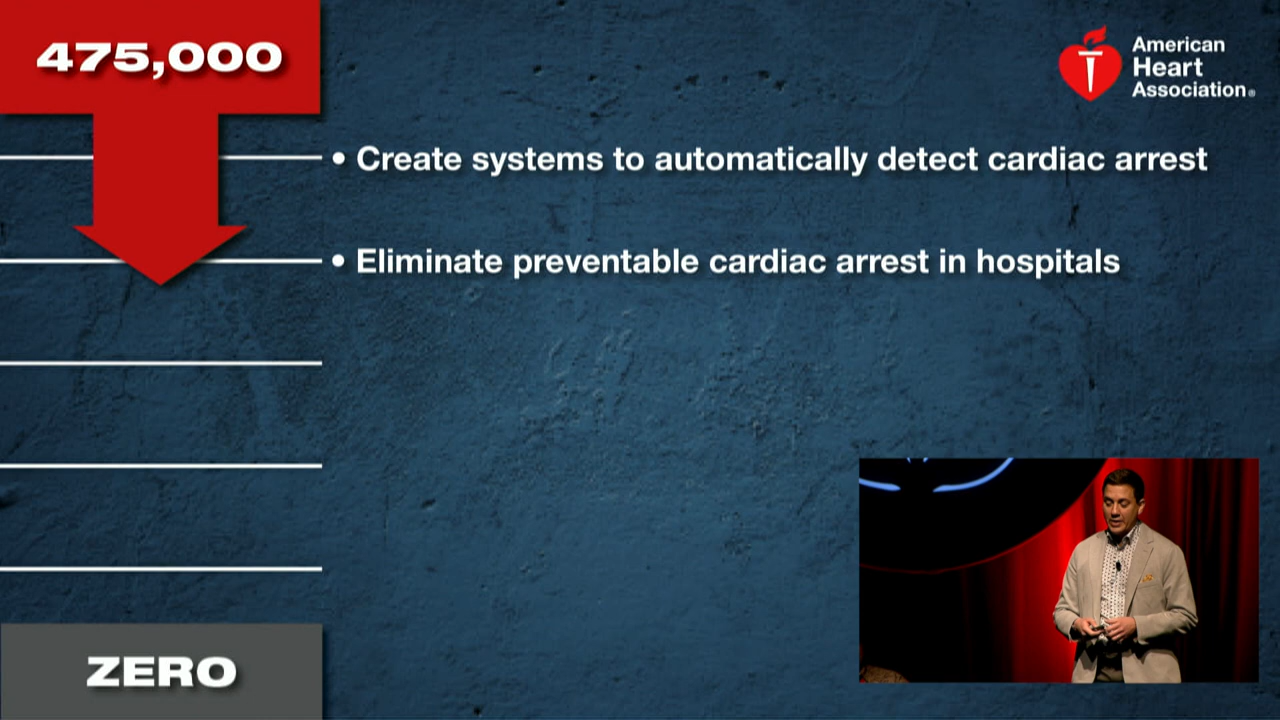 475,000
American
Heart
Association®
• Create systems to automatically detect cardiac arrest
• Eliminate preventable cardiac arrest in hospitals
ZERO